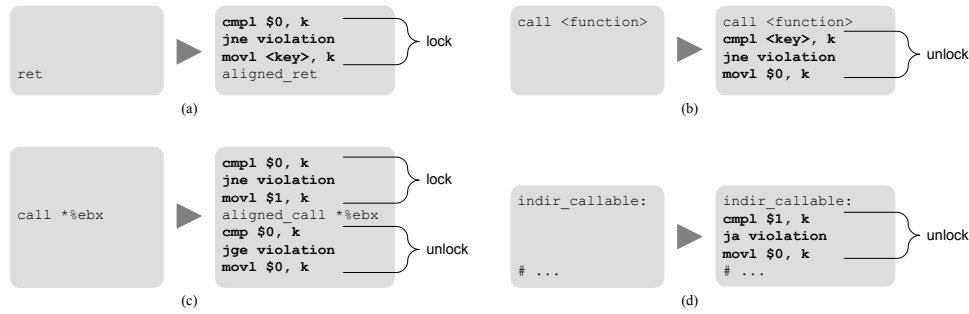 ret
cmpl $0, k
jne violation
movl <key>, k
aligned_ret
lock
(a)
call <function>
call <function>
cmpl <key>, k
jne violation
movl $0, k
unlock
(b)
call *%ebx
cmpl $0, k
jne violation
movl $1, k
aligned_call *%ebx
cmp $0, k
jge violation
movl $0, k
lock
unlock
(c)
indir_callable:
# ...
indir_callable:
cmpl $1, k
ja violation
movl $0, k
# ...
unlock
(d)